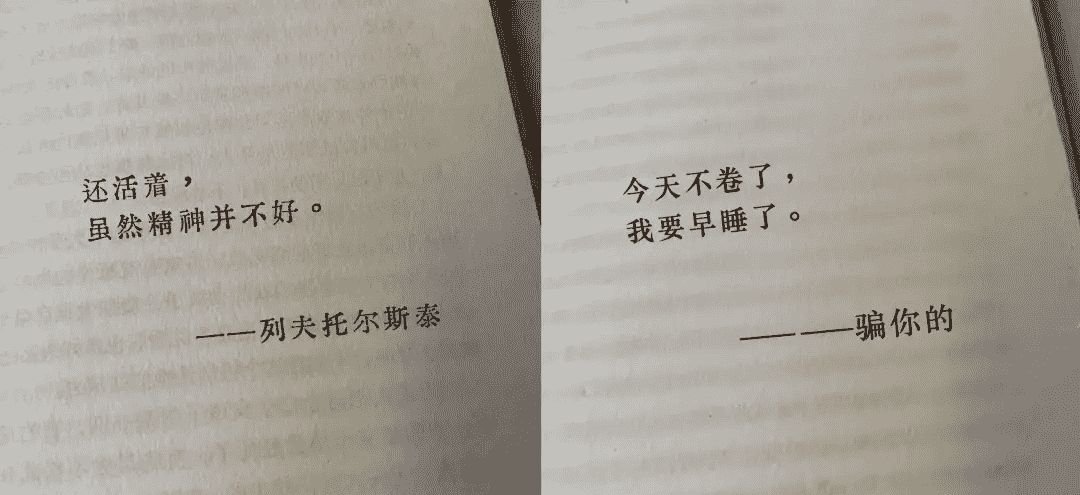 还活着，
虽然精神并不好。
——列夫托尔斯泰
今天不卷了，
我要早睡了。
—— ——骗你的